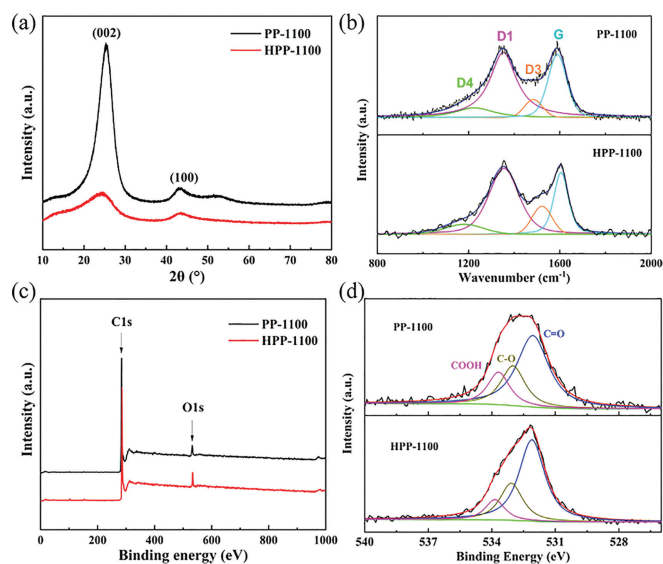 (a)
(002)
PP-1100
HPP-1100
(100)
Intensity (a.u.)
10 20 30 40 50 60 70 80
2θ (°)
(b)
D1
G
PP-1100
D3
D4
HPP-1100
Intensity (a.u.)
800 1200 1600 2000
Wavenumber (cm-1)
(c)
C1s
PP-1100
HPP-1100
O1s
Intensity (a.u.)
0 200 400 600 800 1000
Binding energy (eV)
(d)
PP-1100
C=O
COOH
C-O
HPP-1100
Intensity (a.u.)
540 537 534 531 528
Binding Energy (eV)